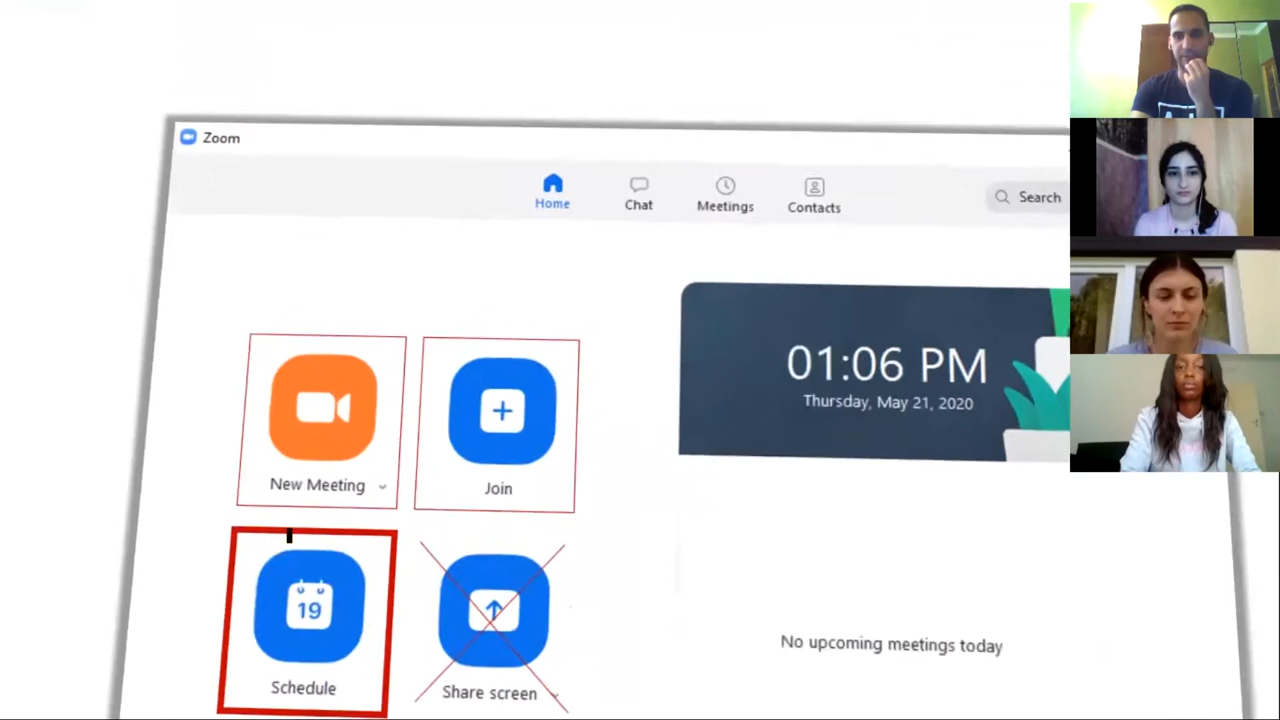 Zoom
Home
Chat
Meetings
Contacts
Search
01:06 PM
Thursday, May 21, 2020
New Meeting
Join
19
Schedule
Share screen
No upcoming meetings today